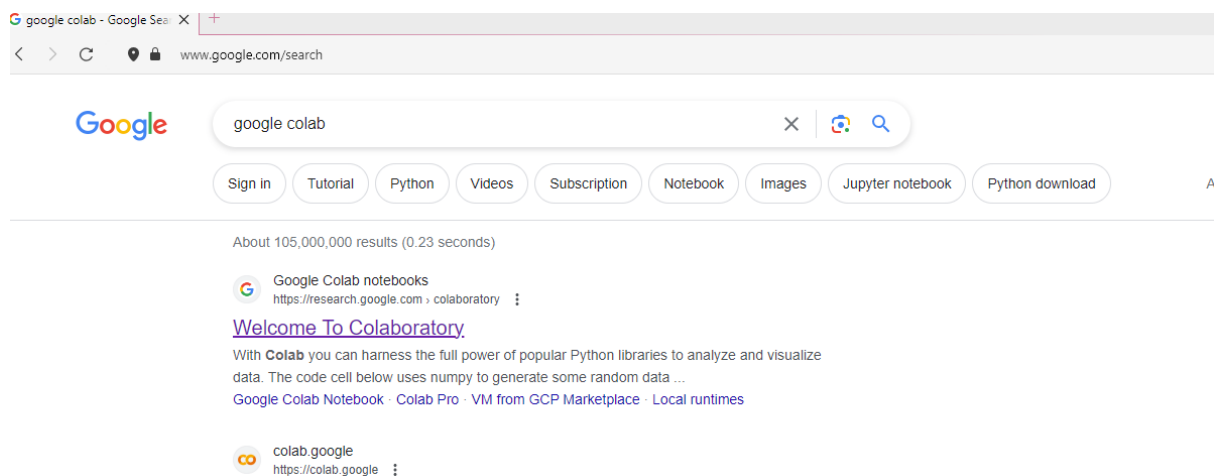 google colab - Google Sea
www.google.com/search
Google
google colab
Sign in Tutorial Python Videos Subscription Notebook Images Jupyter notebook Python download A
About 105,000,000 results (0.23 seconds)
Google Colab notebooks
https://research.google.com › colaboratory
Welcome To Colaboratory
With Colab you can harness the full power of popular Python libraries to analyze and visualize
data. The code cell below uses numpy to generate some random data ...
Google Colab Notebook · Colab Pro · VM from GCP Marketplace · Local runtimes
colab.google
https://colab.google